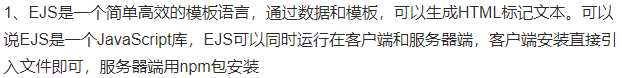 1、EJS是一个简单高效的模板语言，通过数据和模板，可以生成HTML标记文本。可以
说EJS是一个JavaScript库，EJS可以同时运行在客户端和服务器端，客户端安装直接引
入文件即可，服务器端用npm包安装